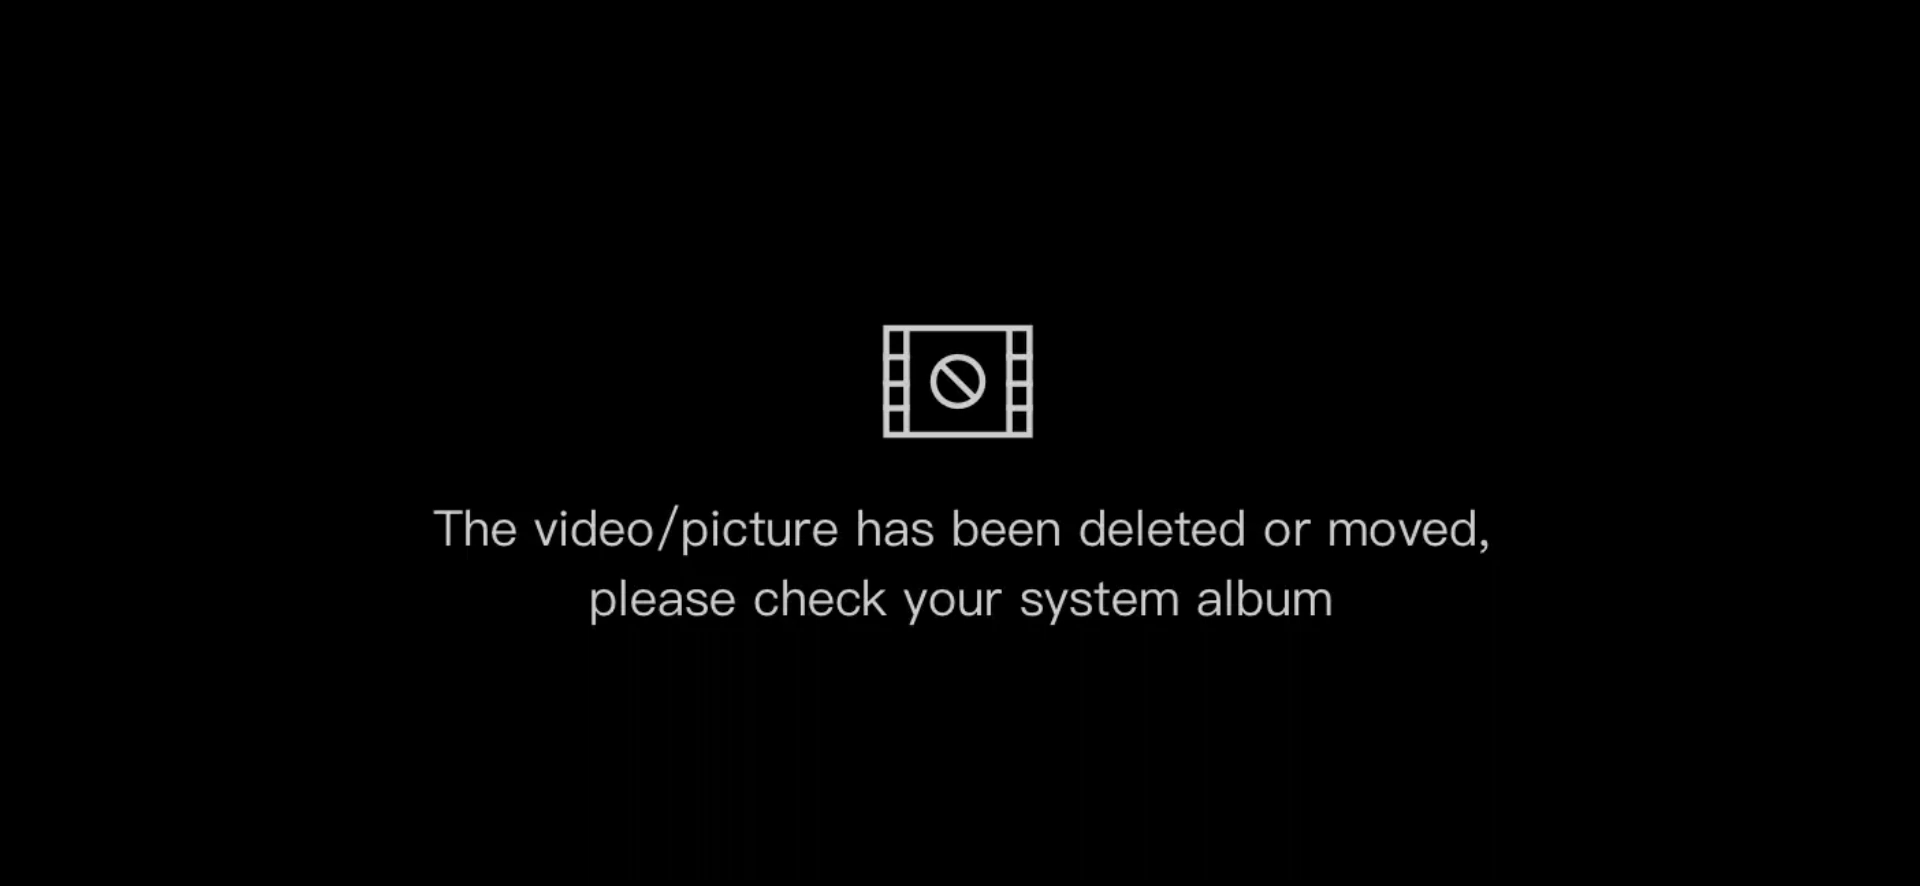 The video/picture has been deleted or moved,
please check your system album